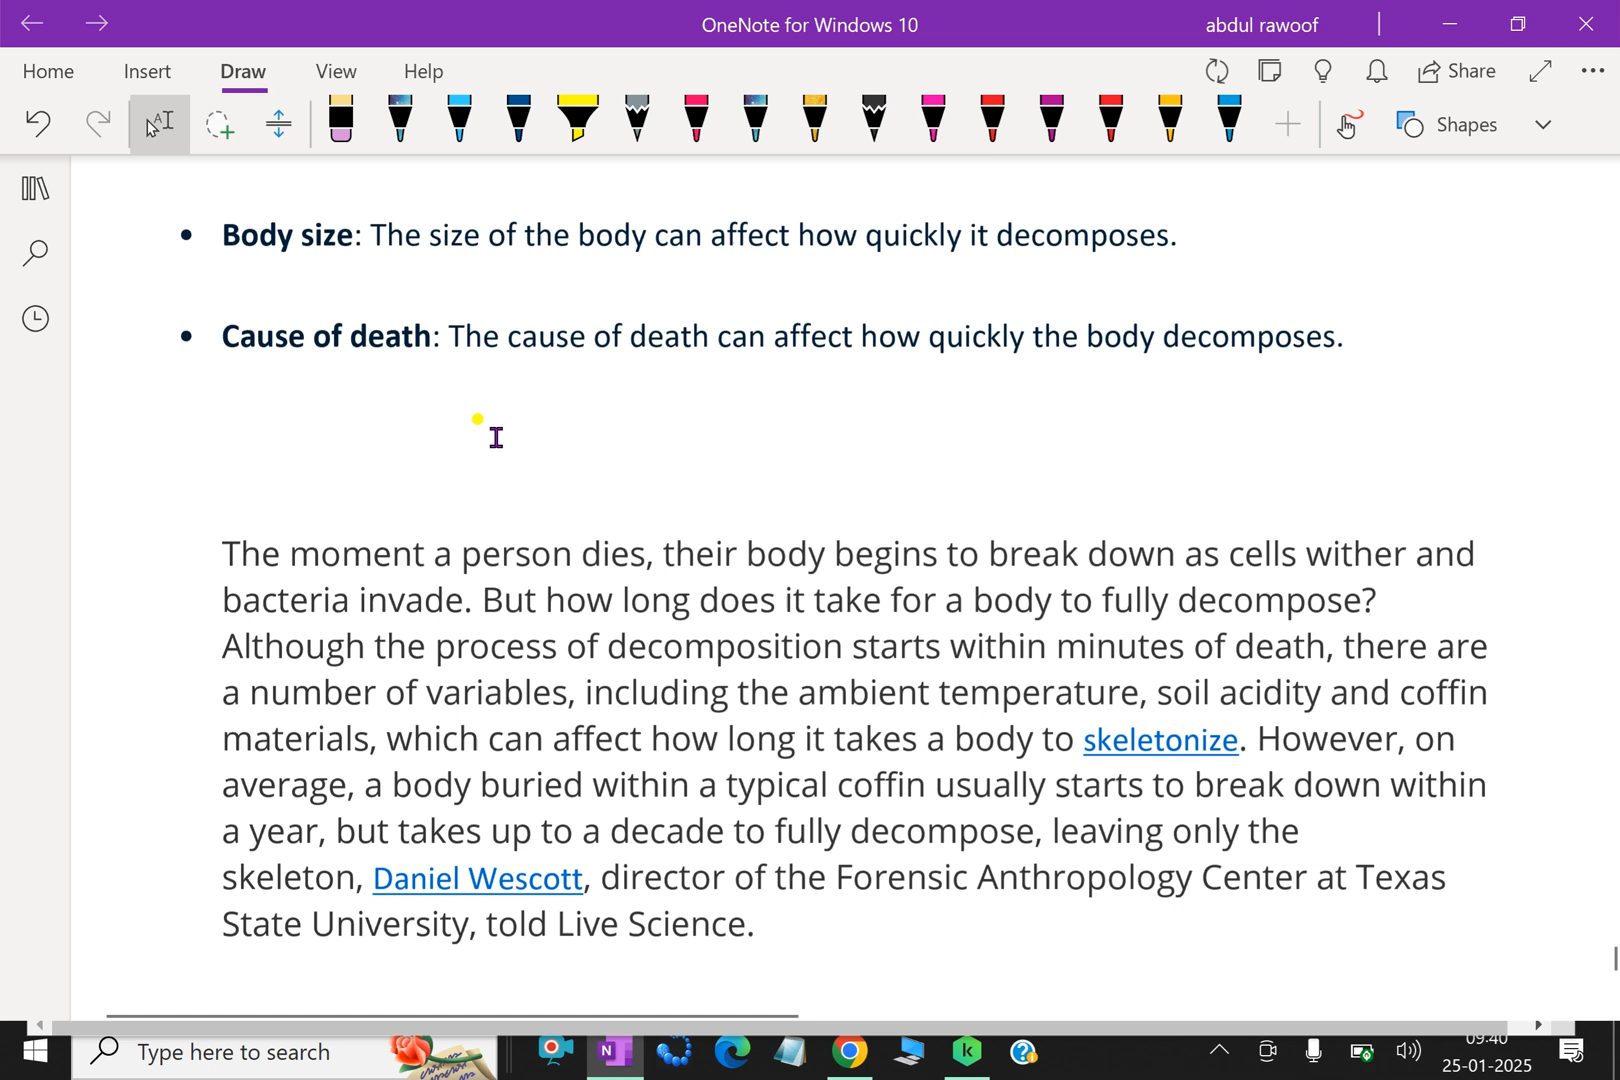 OneNote for Windows 10
abdul rawoof
Home Insert Draw View Help
Share
Shapes
• Body size: The size of the body can affect how quickly it decomposes.
• Cause of death: The cause of death can affect how quickly the body decomposes.
The moment a person dies, their body begins to break down as cells wither and
bacteria invade. But how long does it take for a body to fully decompose?
Although the process of decomposition starts within minutes of death, there are
a number of variables, including the ambient temperature, soil acidity and coffin
materials, which can affect how long it takes a body to skeletonize. However, on
average, a body buried within a typical coffin usually starts to break down within
a year, but takes up to a decade to fully decompose, leaving only the
skeleton, Daniel Wescott, director of the Forensic Anthropology Center at Texas
State University, told Live Science.
Type here to search
09:40
25-01-2025